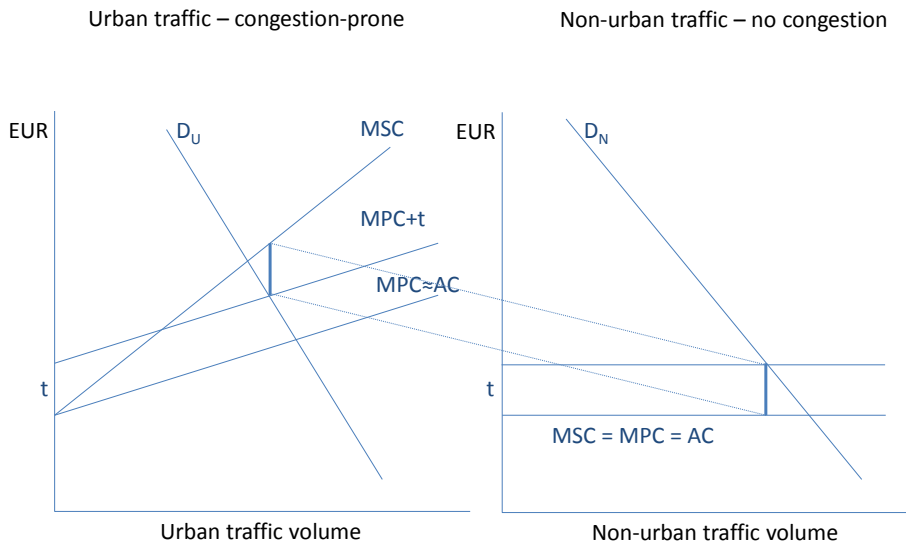 Urban traffic – congestion-prone
Non-urban traffic – no congestion
EUR
D_U
MSC
MPC+t
MPC≈AC
t
Urban traffic volume
EUR
D_N
MSC = MPC = AC
Non-urban traffic volume